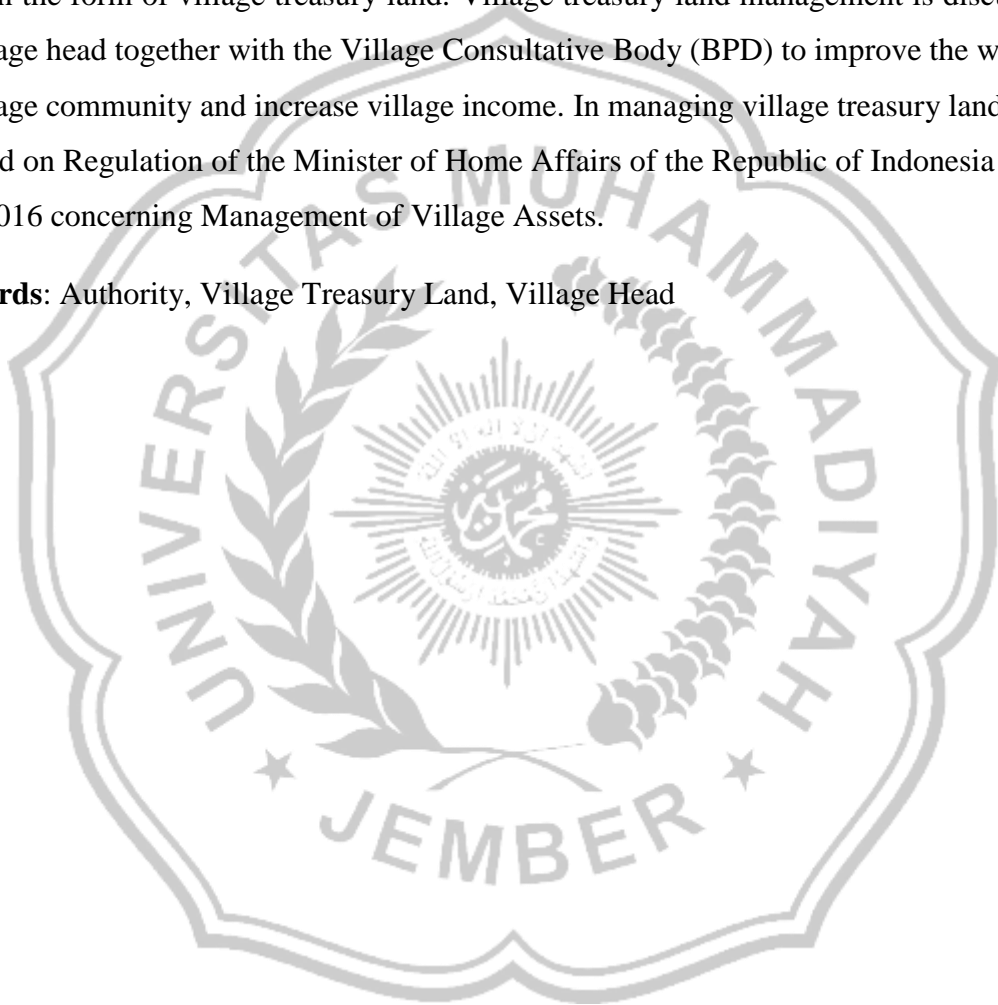 n the form of village treasury land. Village treasury land management is disc
age head together with the Village Consultative Body (BPD) to improve the w
age community and increase village income. In managing village treasury land
d on Regulation of the Minister of Home Affairs of the Republic of Indonesia
016 concerning Management of Village Assets.
rds: Authority, Village Treasury Land, Village Head
UNIVERSITAS MUHAMMADIYAH
JEMBER